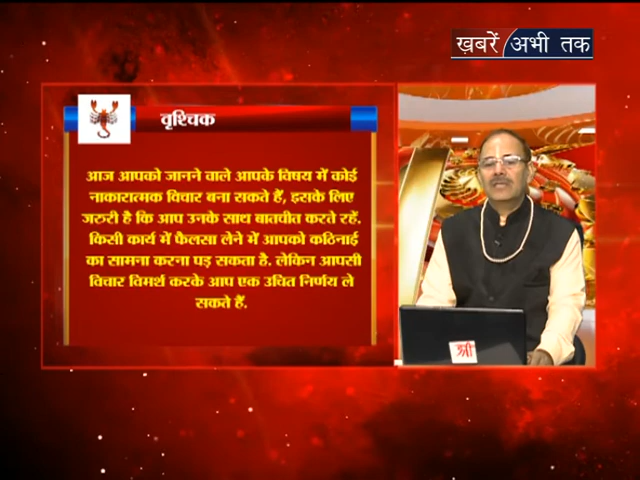 ख़बरें अभी तक
वृश्चिक
आज आपको जानने वाले आपके विषय में कोई
नाकारात्मक विचार बना सकते हैं, इसके लिए
जरुरी है कि आप उनके साथ बातचीत करते रहें.
किसी कार्य में फैलसा लेने में आपको कठिनाई
का सामना करना पड़ सकता है. लेकिन आपसी
विचार विमर्श करके आप एक उचित निर्णय ले
सकते हैं.
श्री